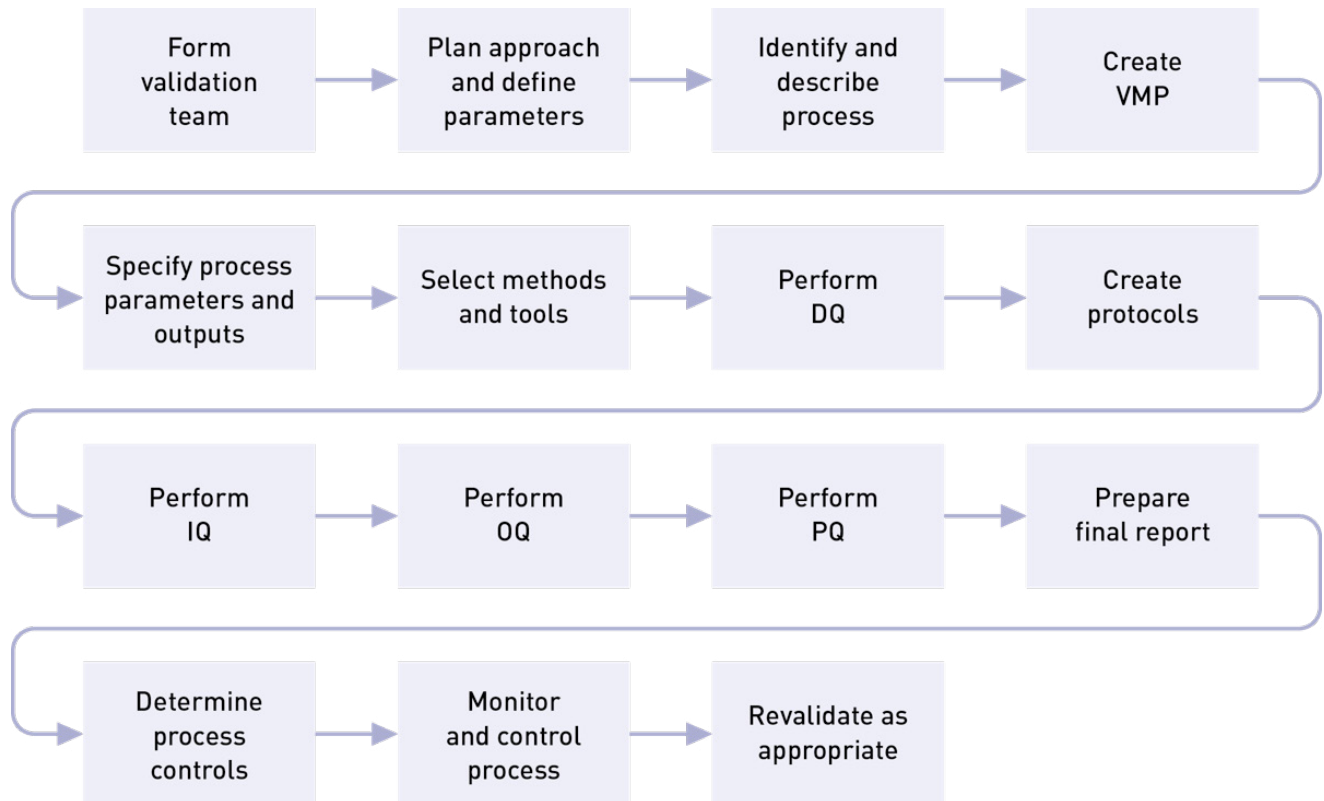 Form
validation
team
Plan approach
and define
parameters
Identify and
describe
process
Create
VMP
Specify process
parameters and
outputs
Select methods
and tools
Perform
DQ
Create
protocols
Perform
IQ
Perform
OQ
Perform
PQ
Prepare
final report
Determine
process
controls
Monitor
and control
process
Revalidate as
appropriate